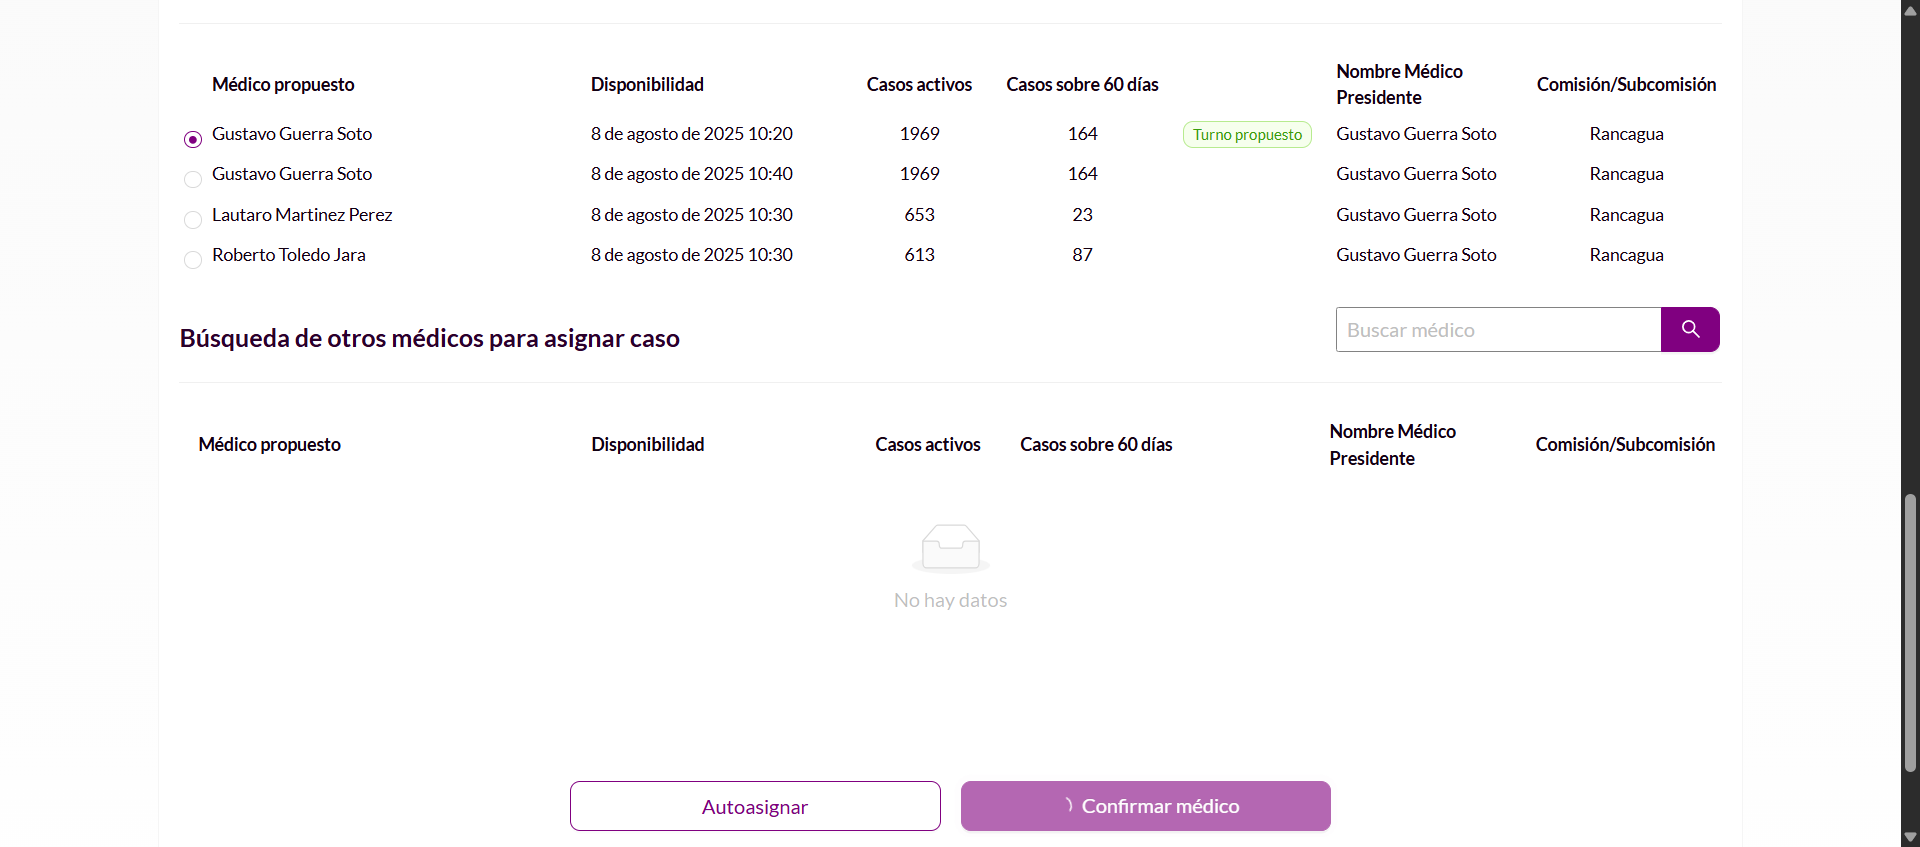 Médico propuesto Disponibilidad Casos activos Casos sobre 60 días Nombre Médico Presidente Comisión/Subcomisión
Gustavo Guerra Soto 8 de agosto de 2025 10:20 1969 164 Turno propuesto Gustavo Guerra Soto Rancagua
Gustavo Guerra Soto 8 de agosto de 2025 10:40 1969 164 Gustavo Guerra Soto Rancagua
Lautaro Martinez Perez 8 de agosto de 2025 10:30 653 23 Gustavo Guerra Soto Rancagua
Roberto Toledo Jara 8 de agosto de 2025 10:30 613 87 Gustavo Guerra Soto Rancagua
Búsqueda de otros médicos para asignar caso Buscar médico
Médico propuesto Disponibilidad Casos activos Casos sobre 60 días Nombre Médico Presidente Comisión/Subcomisión
No hay datos
Autoasignar Confirmar médico